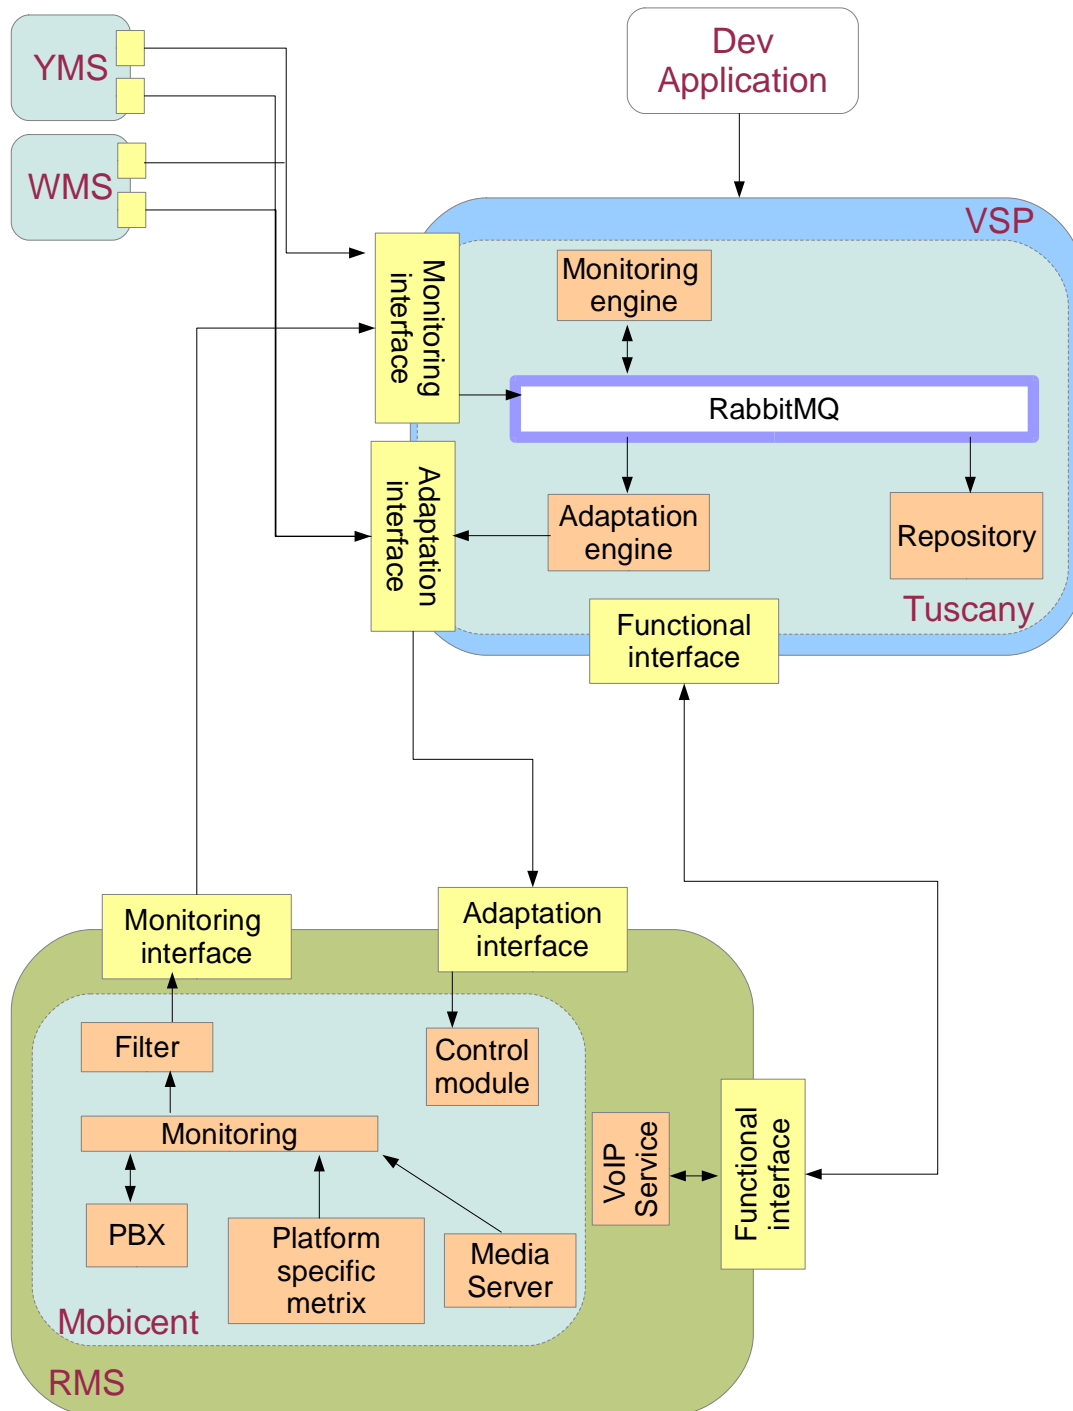 YMS
Dev
Application
WMS
VSP
Monitoring
interface
Monitoring
engine
RabbitMQ
Adaptation
interface
Adaptation
engine
Repository
Tuscany
Functional
interface
Monitoring
interface
Adaptation
interface
Filter
Control
module
Monitoring
VoIP
Service
Functional
interface
PBX
Platform
specific
metrix
Media
Server
Mobicent
RMS